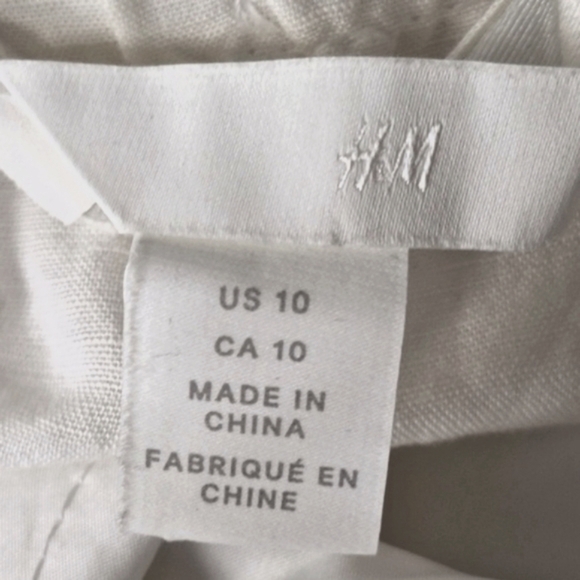 H&M
US 10
CA 10
MADE IN
CHINA
FABRIQUÉ EN
CHINE